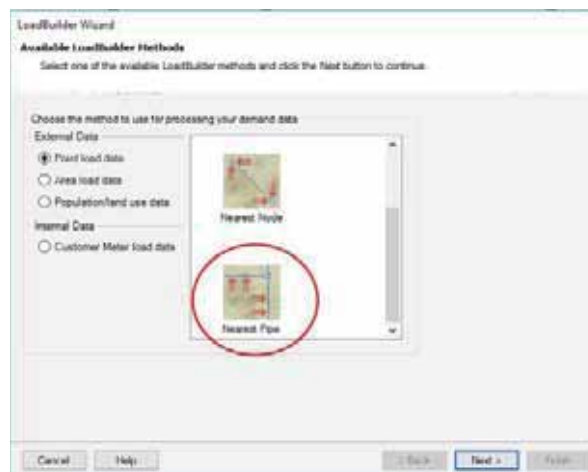 LoadBuilder Wizard
Available LoadBuilder Methods
Select one of the available LoadBuilder methods and click the Next button to continue.
Choose the method to use for processing your demand data
External Data
Point load data
Area load data
Population/land use data
Internal Data
Customer Meter load data
Nearest Node
Nearest Pipe
Cancel
Help
< Back
Next >
Finish